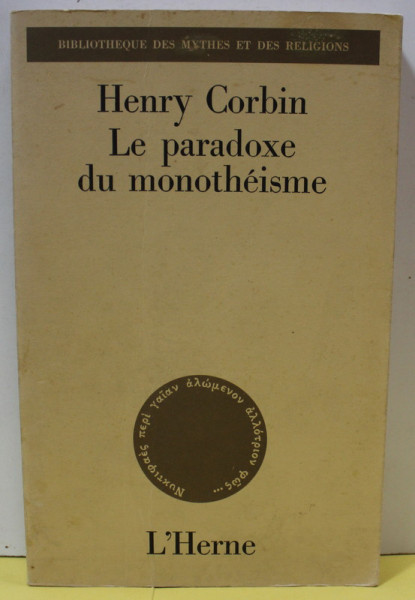 BIBLIOTHEQUE DES MYTHES ET DES RELIGIONS
Henry Corbin
Le paradoxe
du monothéisme
Νυκτιφαὲς περὶ γαῖαν ἀλώμενον ἀλλότριον φῶς...
L'Herne